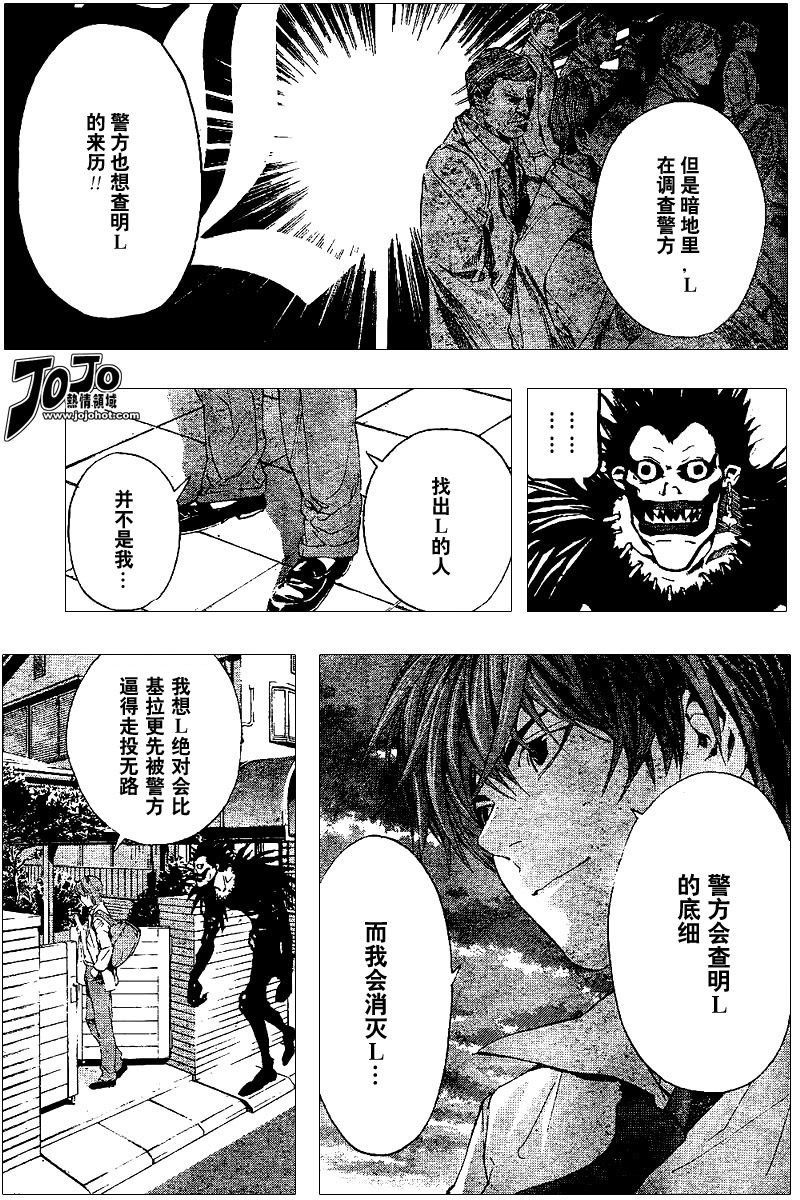 但是暗地里，L
在调查警方
警方也想查明L
的来历!!
JOJO
熱情領域
www.jojohot.com
……
……
找出L的人
并不是我…
警方会查明L
的底细
而我会消灭L…
我想L绝对会比
基拉更先被警方
逼得走投无路